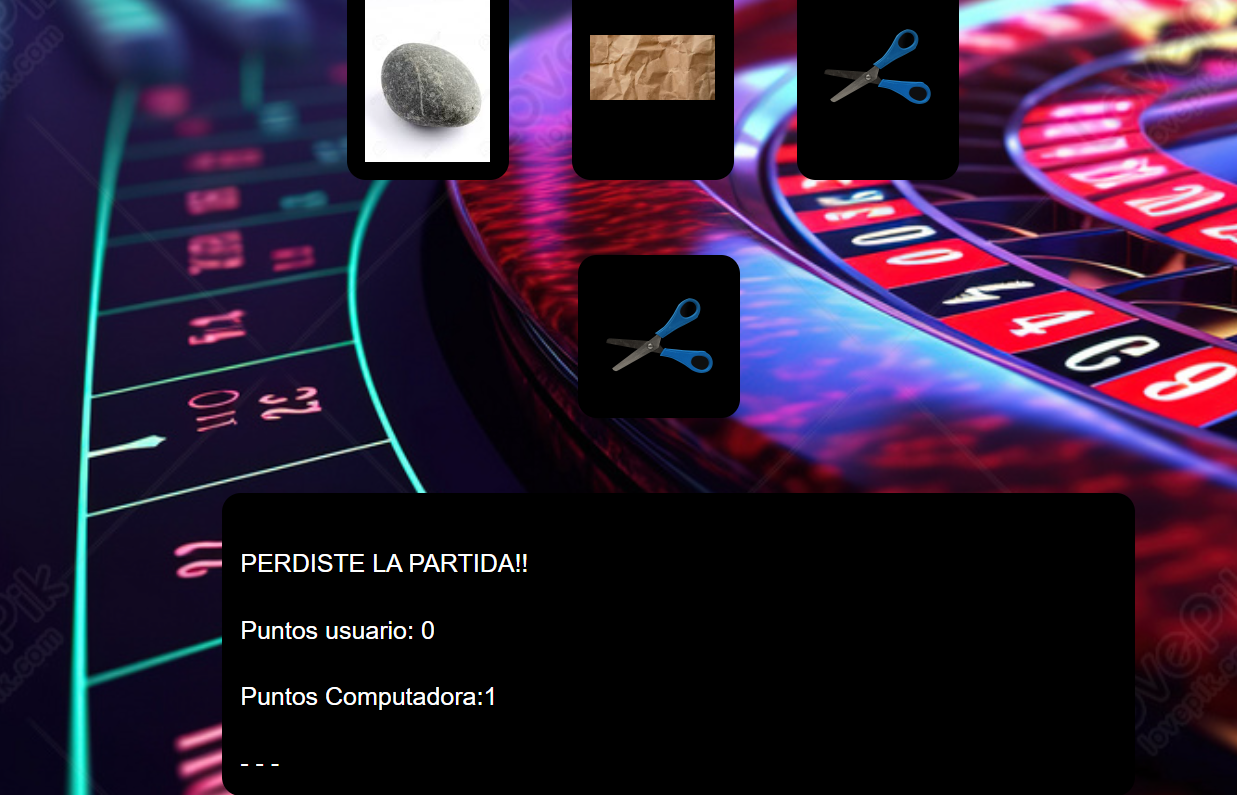 PERDISTE LA PARTIDA!!
Puntos usuario: 0
Puntos Computadora:1
- - -